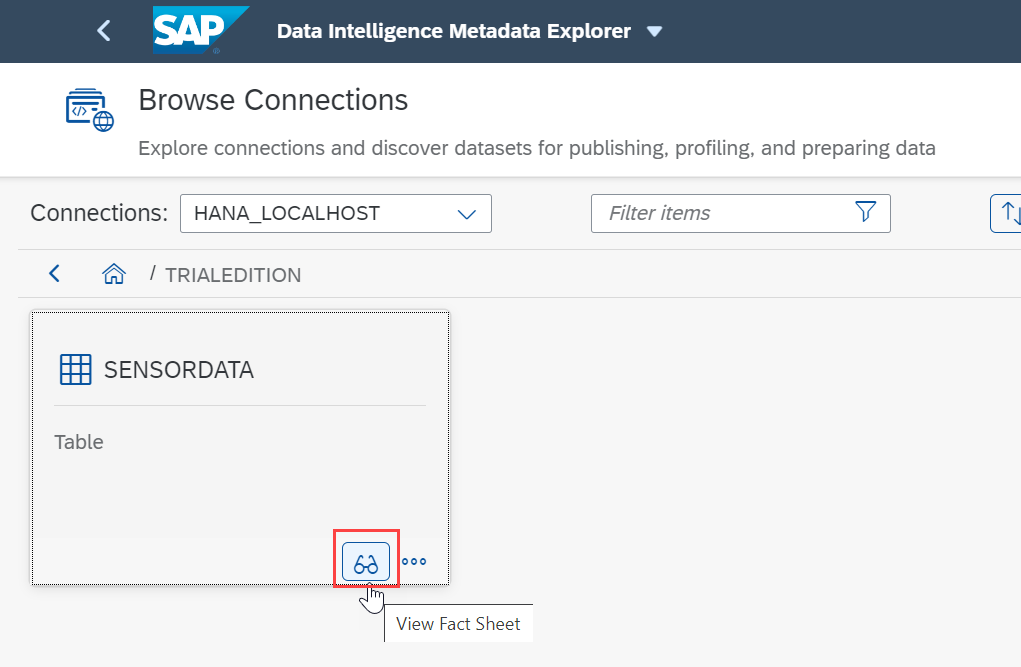 SAP Data Intelligence Metadata Explorer
Browse Connections
Explore connections and discover datasets for publishing, profiling, and preparing data
Connections: HANA_LOCALHOST Filter items
/ TRIALEDITION
SENSORDATA
Table
View Fact Sheet